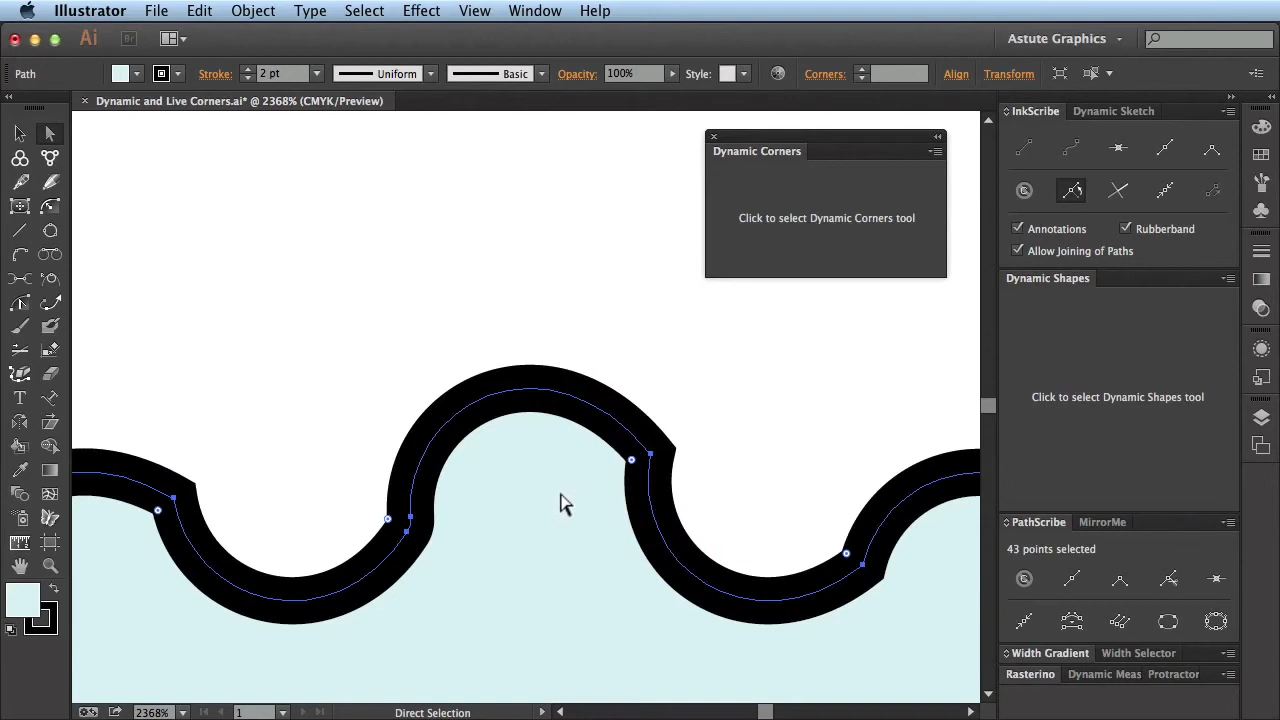 Illustrator File Edit Object Type Select Effect View Window Help
Ai Br Astute Graphics
Path Stroke: 2 pt Uniform Basic Opacity: 100% Style: Corners: Align Transform
Dynamic and Live Corners.ai* @ 2368% (CMYK/Preview)
InkScribe Dynamic Sketch
Dynamic Corners
Click to select Dynamic Corners tool
Annotations Rubberband
Allow Joining of Paths
Dynamic Shapes
Click to select Dynamic Shapes tool
PathScribe MirrorMe
43 points selected
Width Gradient Width Selector
Rasterino Dynamic Meas Protractor
2368% 1 Direct Selection